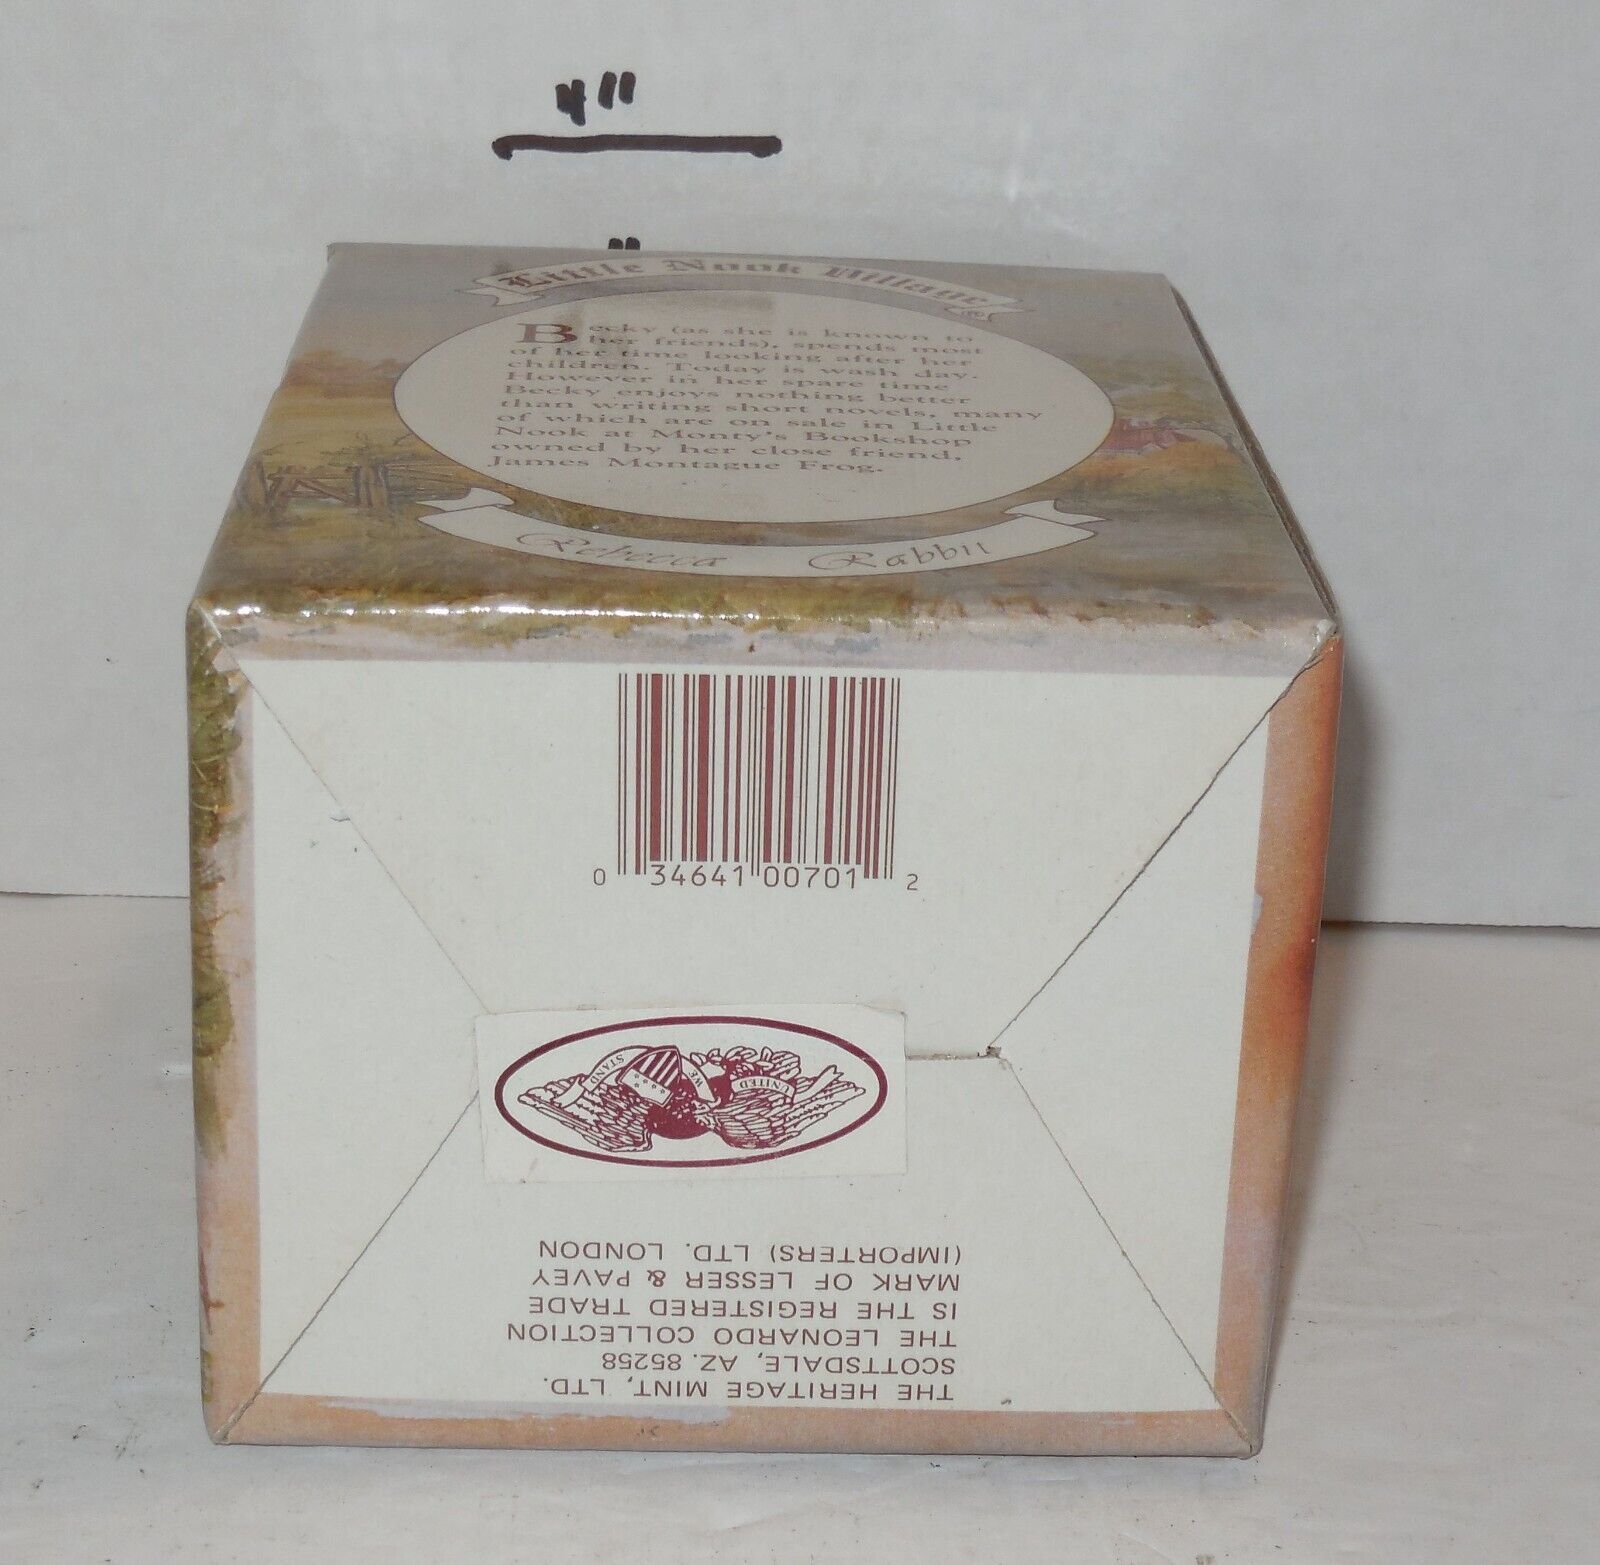 4"
"
Little Nook Village
®
Becky (as she is known to
her friends), spends most
of her time looking after her
children. Today is wash day.
However in her spare time
Becky enjoys nothing better
than writing short novels, many
of which are on sale in Little
Nook at Monty's Bookshop
owned by her close friend,
James Montague Frog.
Rebecca Rabbit
0 34641 00701 2
UNITED WE STAND
THE HERITAGE MINT, LTD.
SCOTTSDALE, AZ. 85258
THE LEONARDO COLLECTION
IS THE REGISTERED TRADE
MARK OF LESSER & PAVEY
(IMPORTERS) LTD. LONDON